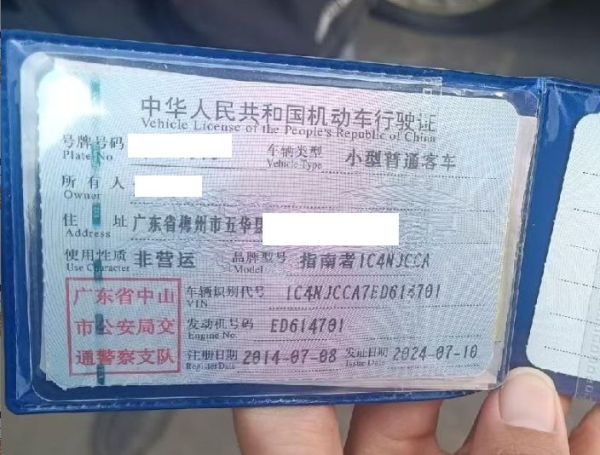 中华人民共和国机动车行驶证
Vehicle License of the People's Republic of China
号牌号码 Plate No 车辆类型 Vehicle Type 小型普通客车
所有人 Owner
住址 Address 广东省梅州市五华县
使用性质 Use Character 非营运 品牌型号 Model 指南者1C4NJCCA
广东省中山
市公安局交
通警察支队
车辆识别代号 VIN 1C4NJCCA7ED614701
发动机号码 Engine No. ED614701
注册日期 Register Date 2014-07-08 发证日期 Issue Date 2024-07-10